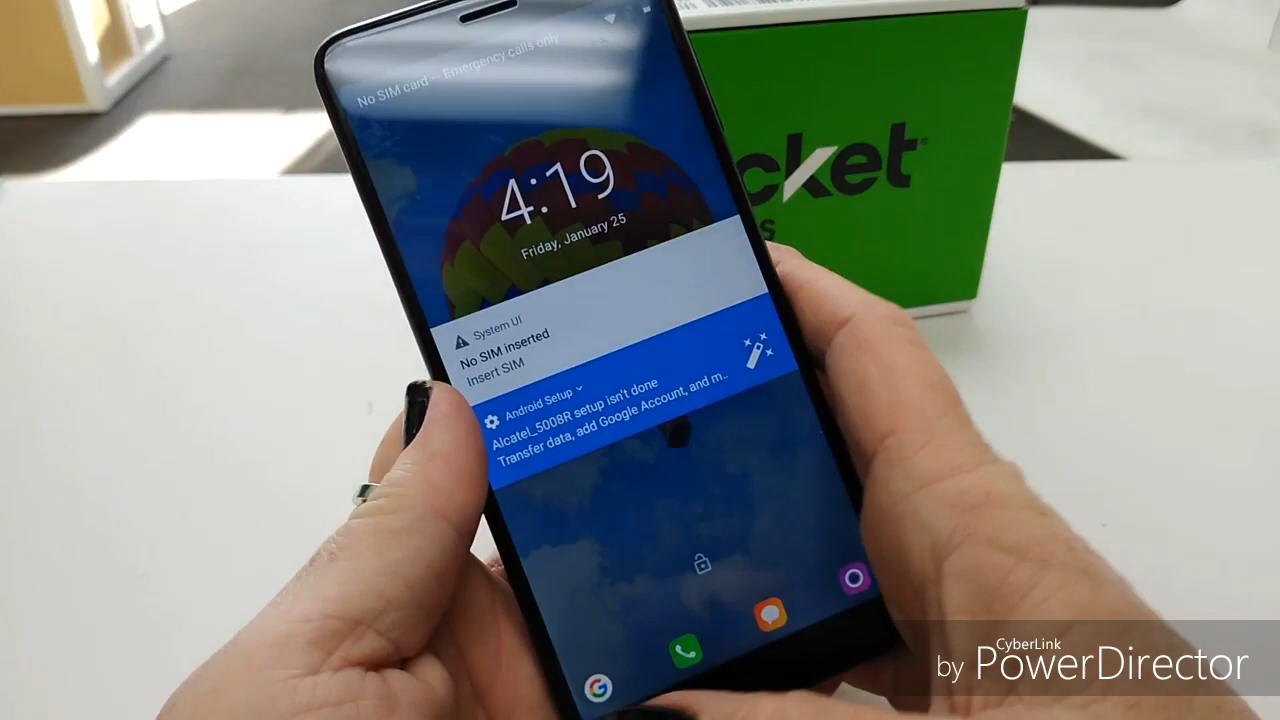 No SIM card — Emergency calls only
4:19
Friday, January 25
System UI
No SIM inserted
Insert SIM
Android Setup
Alcatel_5008R setup isn't done
Transfer data, add Google Account, and m..
cket
s
CyberLink
by PowerDirector